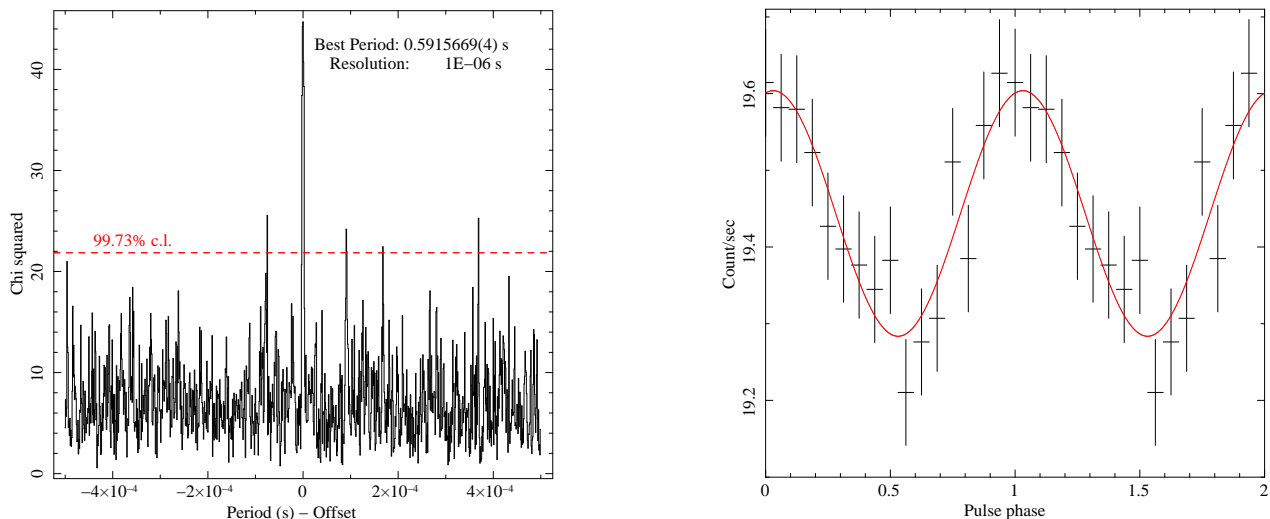 Best Period: 0.5915669(4) s
Resolution: 1E−06 s
99.73% c.l.
Chi squared
0 10 20 30 40
−4×10⁻⁴ −2×10⁻⁴ 0 2×10⁻⁴ 4×10⁻⁴
Period (s) − Offset
Count/sec
19.2 19.4 19.6
0 0.5 1 1.5 2
Pulse phase